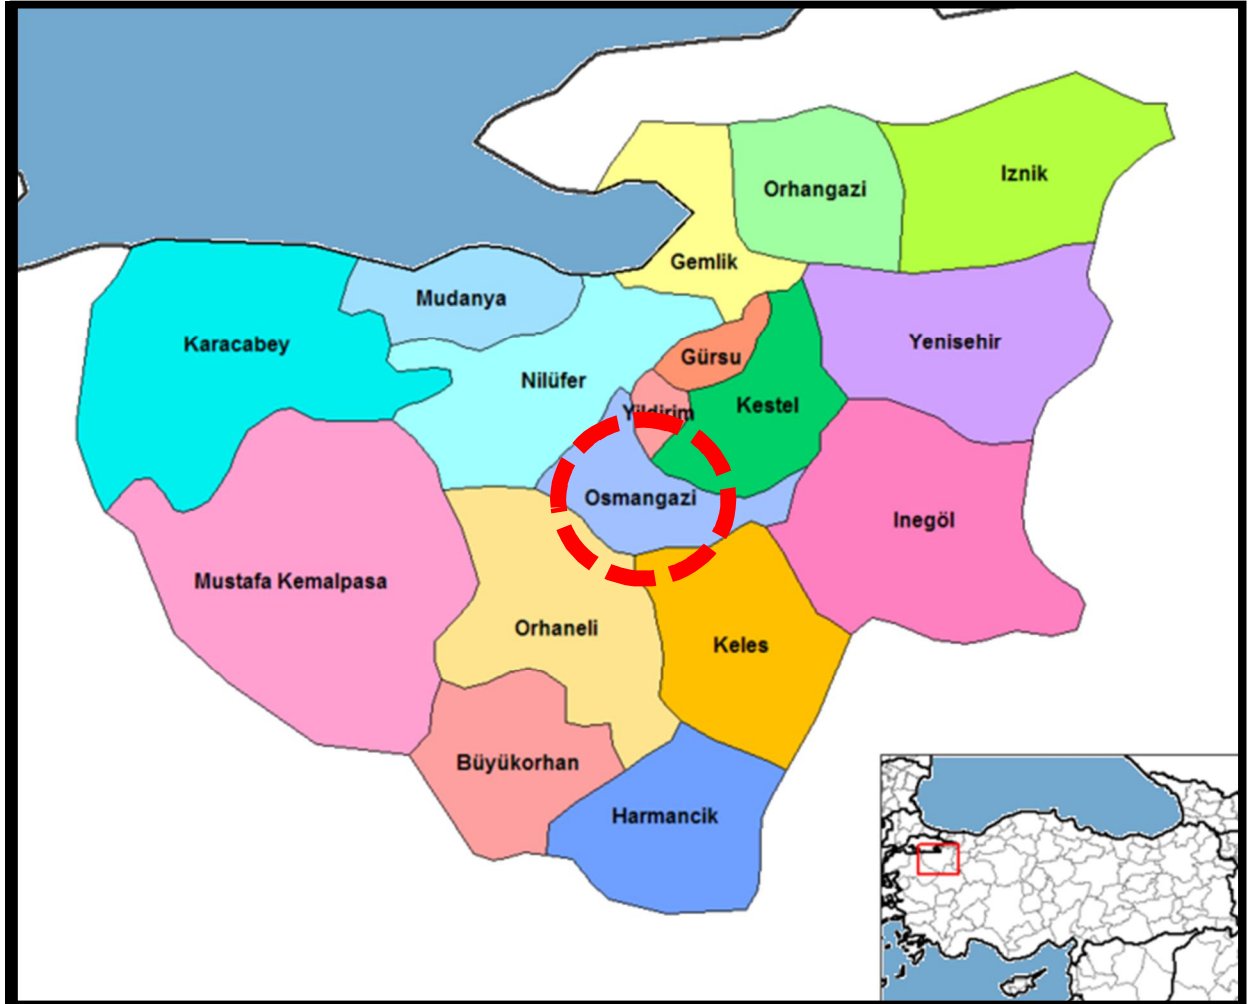 Iznik
Orhangazi
Gemlik
Mudanya
Karacabey
Yenisehir
Gürsu
Nilüfer
Kestel
Yildirim
Osmangazi
Inegöl
Mustafa Kemalpasa
Orhaneli
Keles
Büyükorhan
Harmancik